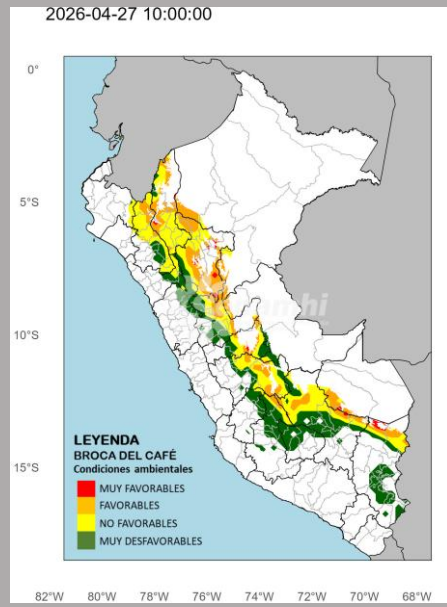 2026-04-27 10:00:00
0°
5°S
10°S
15°S
senamhi
LEYENDA
BROCA DEL CAFÉ
Condiciones ambientales
MUY FAVORABLES
FAVORABLES
NO FAVORABLES
MUY DESFAVORABLES
82°W 80°W 78°W 76°W 74°W 72°W 70°W 68°W